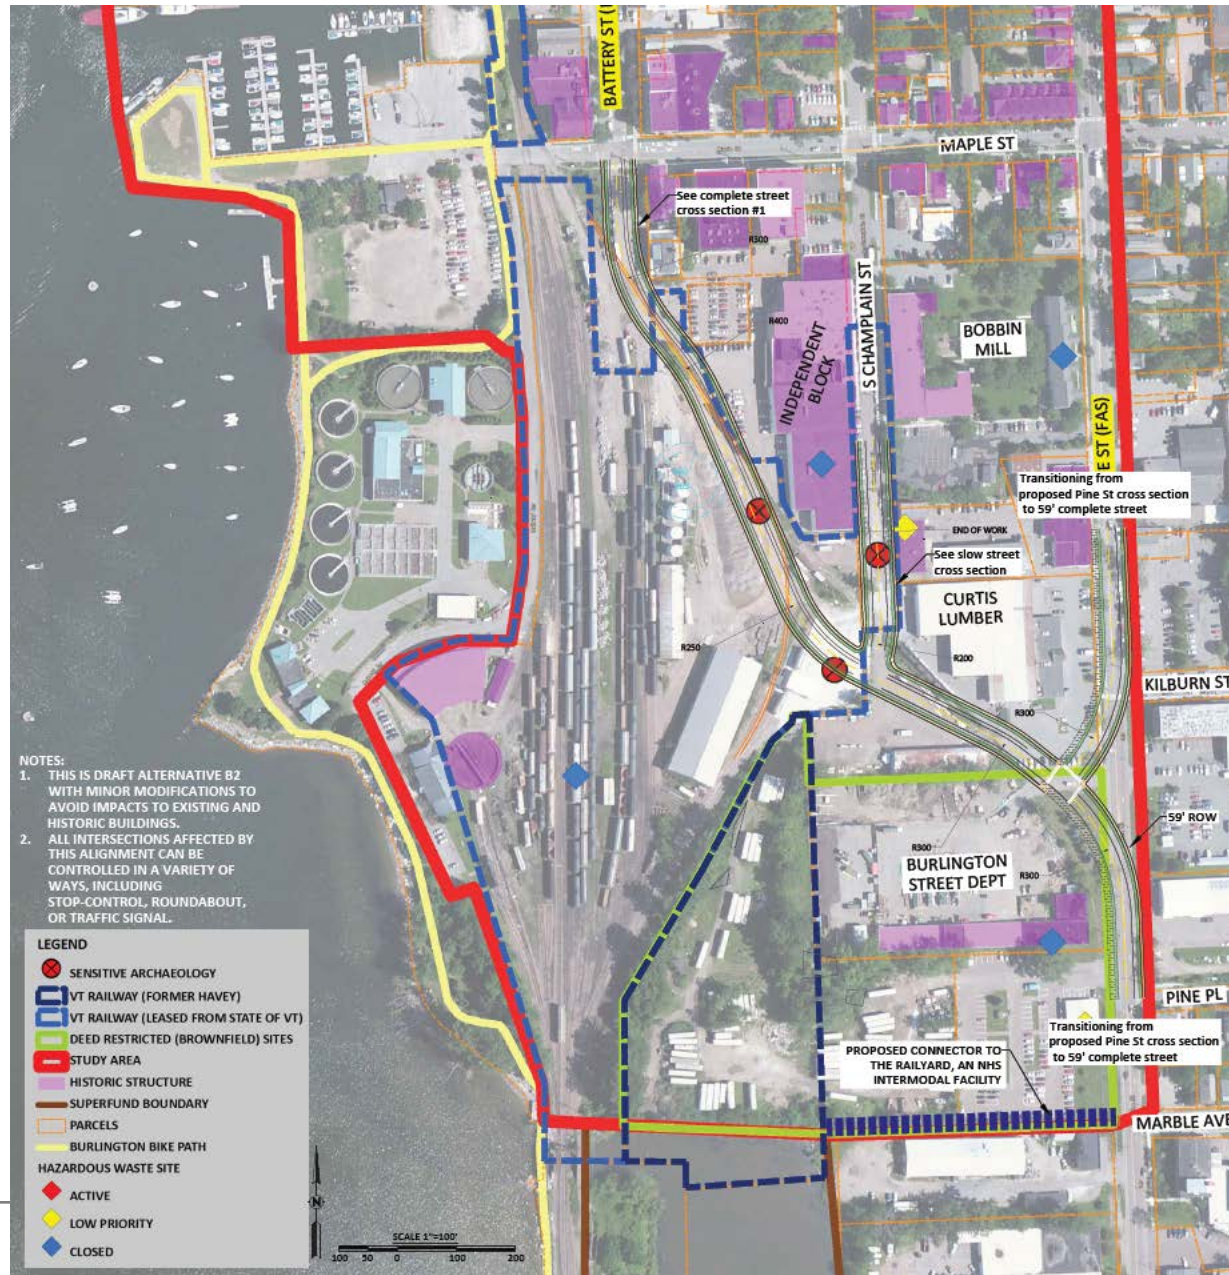 BATTERY ST (
MAPLE ST
See complete street
cross section #1
R300
S CHAMPLAIN ST
R400
INDEPENDENT
BLOCK
BOBBIN
MILL
E ST (FAS)
Transitioning from
proposed Pine St cross section
to 59' complete street
END OF WORK
See slow street
cross section
CURTIS
LUMBER
R250
R200
KILBURN ST
R300
59' ROW
R300
BURLINGTON
STREET DEPT
R300
PINE PL
Transitioning from
proposed Pine St cross section
to 59' complete street
PROPOSED CONNECTOR TO
THE RAILYARD, AN NHS
INTERMODAL FACILITY
MARBLE AVE
NOTES:
1. THIS IS DRAFT ALTERNATIVE B2
WITH MINOR MODIFICATIONS TO
AVOID IMPACTS TO EXISTING AND
HISTORIC BUILDINGS.
2. ALL INTERSECTIONS AFFECTED BY
THIS ALIGNMENT CAN BE
CONTROLLED IN A VARIETY OF
WAYS, INCLUDING
STOP-CONTROL, ROUNDABOUT,
OR TRAFFIC SIGNAL.
LEGEND
SENSITIVE ARCHAEOLOGY
VT RAILWAY (FORMER HAVEY)
VT RAILWAY (LEASED FROM STATE OF VT)
DEED RESTRICTED (BROWNFIELD) SITES
STUDY AREA
HISTORIC STRUCTURE
SUPERFUND BOUNDARY
PARCELS
BURLINGTON BIKE PATH
HAZARDOUS WASTE SITE
ACTIVE
LOW PRIORITY
CLOSED
N
SCALE 1"=100'
100 50 0 100 200